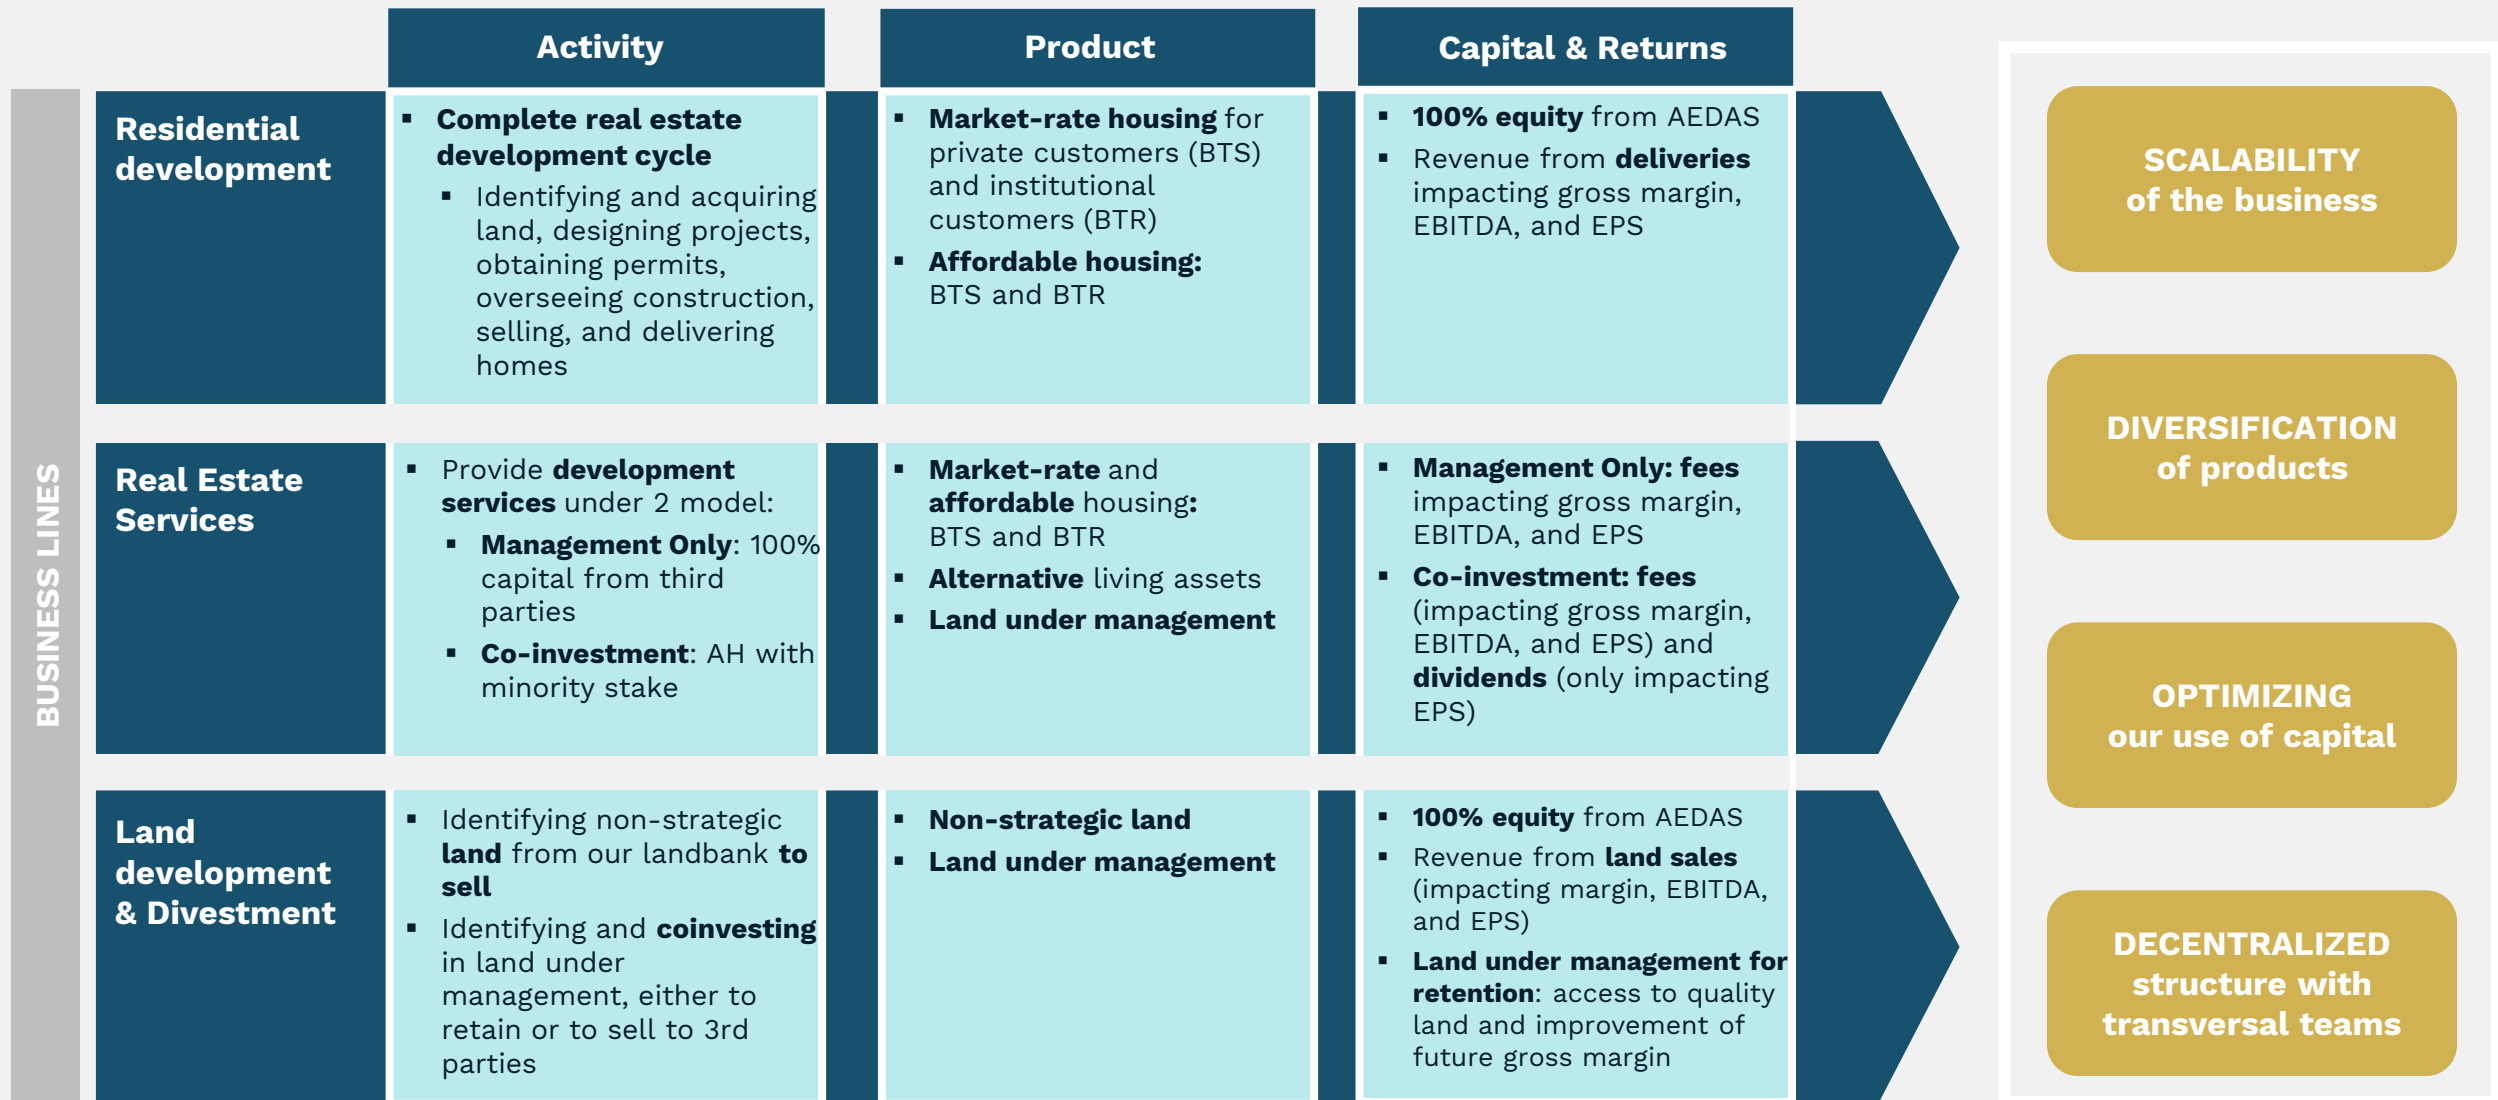 Activity
Product
Capital & Returns
BUSINESS LINES
Residential
development
▪ Complete real estate
development cycle
▪ Identifying and acquiring
land, designing projects,
obtaining permits,
overseeing construction,
selling, and delivering
homes
▪ Market-rate housing for
private customers (BTS)
and institutional
customers (BTR)
▪ Affordable housing:
BTS and BTR
▪ 100% equity from AEDAS
▪ Revenue from deliveries
impacting gross margin,
EBITDA, and EPS
Real Estate
Services
▪ Provide development
services under 2 model:
▪ Management Only: 100%
capital from third
parties
▪ Co-investment: AH with
minority stake
▪ Market-rate and
affordable housing:
BTS and BTR
▪ Alternative living assets
▪ Land under management
▪ Management Only: fees
impacting gross margin,
EBITDA, and EPS
▪ Co-investment: fees
(impacting gross margin,
EBITDA, and EPS) and
dividends (only impacting
EPS)
Land
development
& Divestment
▪ Identifying non-strategic
land from our landbank to
sell
▪ Identifying and coinvesting
in land under
management, either to
retain or to sell to 3rd
parties
▪ Non-strategic land
▪ Land under management
▪ 100% equity from AEDAS
▪ Revenue from land sales
(impacting margin, EBITDA,
and EPS)
▪ Land under management for
retention: access to quality
land and improvement of
future gross margin
SCALABILITY
of the business
DIVERSIFICATION
of products
OPTIMIZING
our use of capital
DECENTRALIZED
structure with
transversal teams